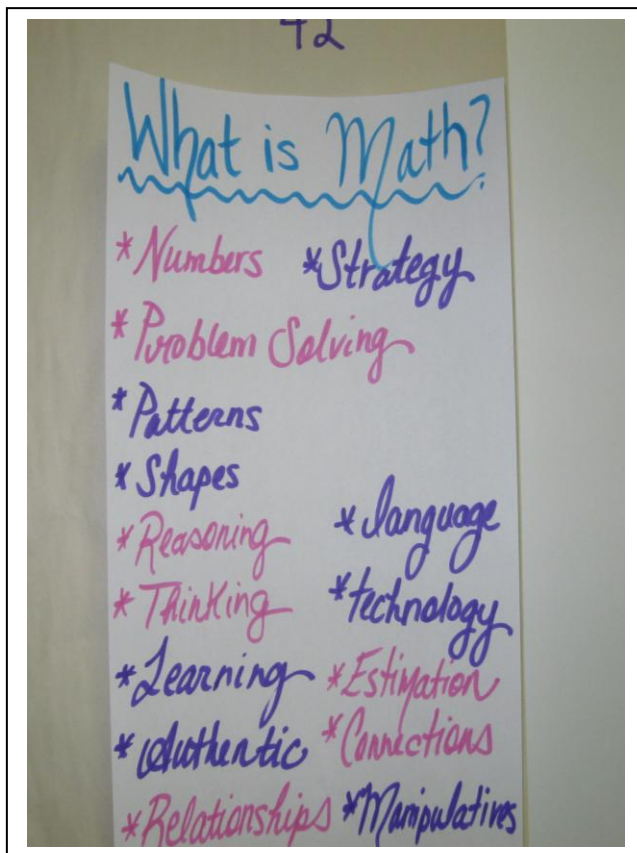 42
What is Math?
*Numbers *Strategy
*Problem Solving
*Patterns
*Shapes
*Reasoning *language
*Thinking *technology
*Learning *Estimation
*Authentic *Connections
*Relationships *Manipulatives